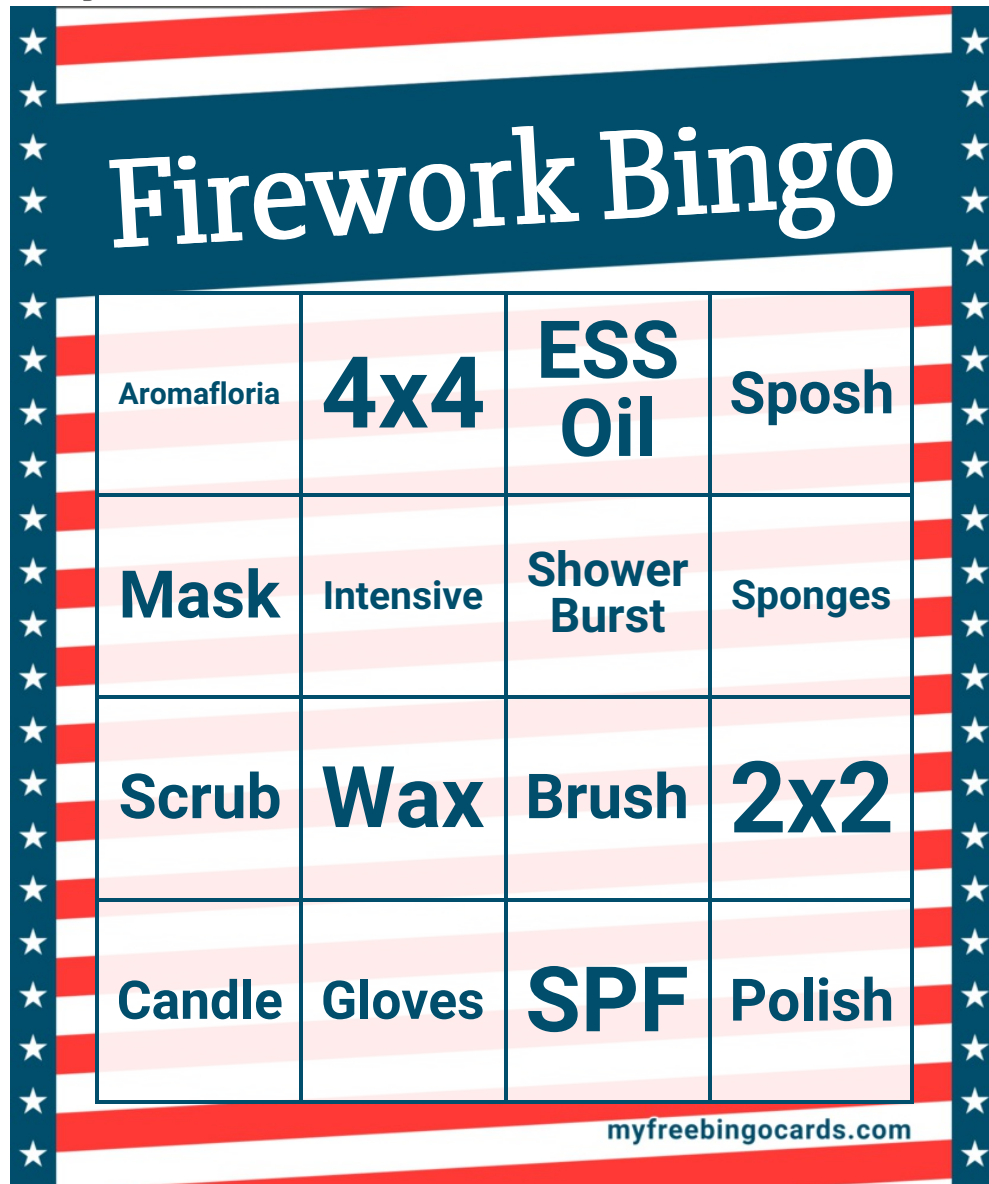 Firework Bingo
Aromafloria
4x4
ESS
Oil
Sposh
Mask
Intensive
Shower
Burst
Sponges
Scrub
Wax
Brush
2x2
Candle
Gloves
SPF
Polish
myfreebingocards.com